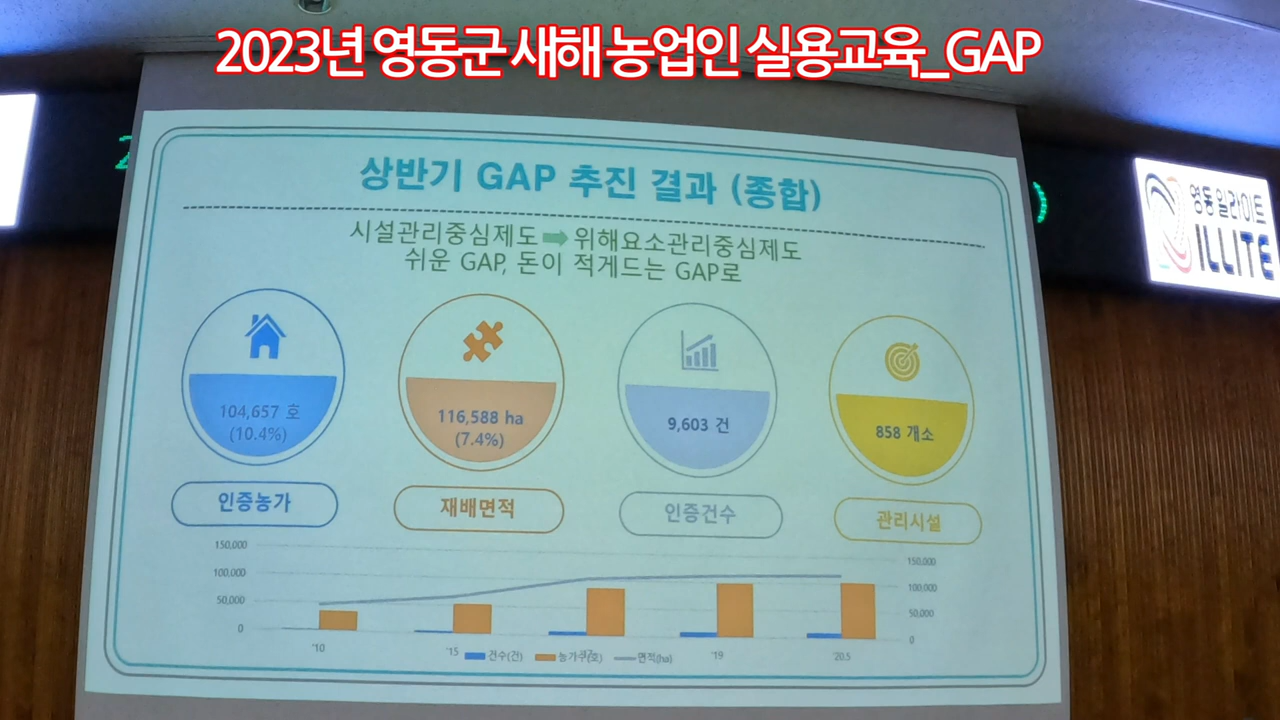 2023년 영동군 새해 농업인 실용교육_GAP
상반기 GAP 추진 결과 (종합)
시설관리중심제도 ➡ 위해요소관리중심제도
쉬운 GAP, 돈이 적게드는 GAP로
104,657 호
(10.4%)
116,588 ha
(7.4%)
9,603 건
858 개소
인증농가
재배면적
인증건수
관리시설
150,000
100,000
50,000
0
150,000
100,000
50,000
0
'10
'15
'17
'19
'20.5
건수(건)
농가수(호)
면적(ha)
영동일라이트
ILLITE